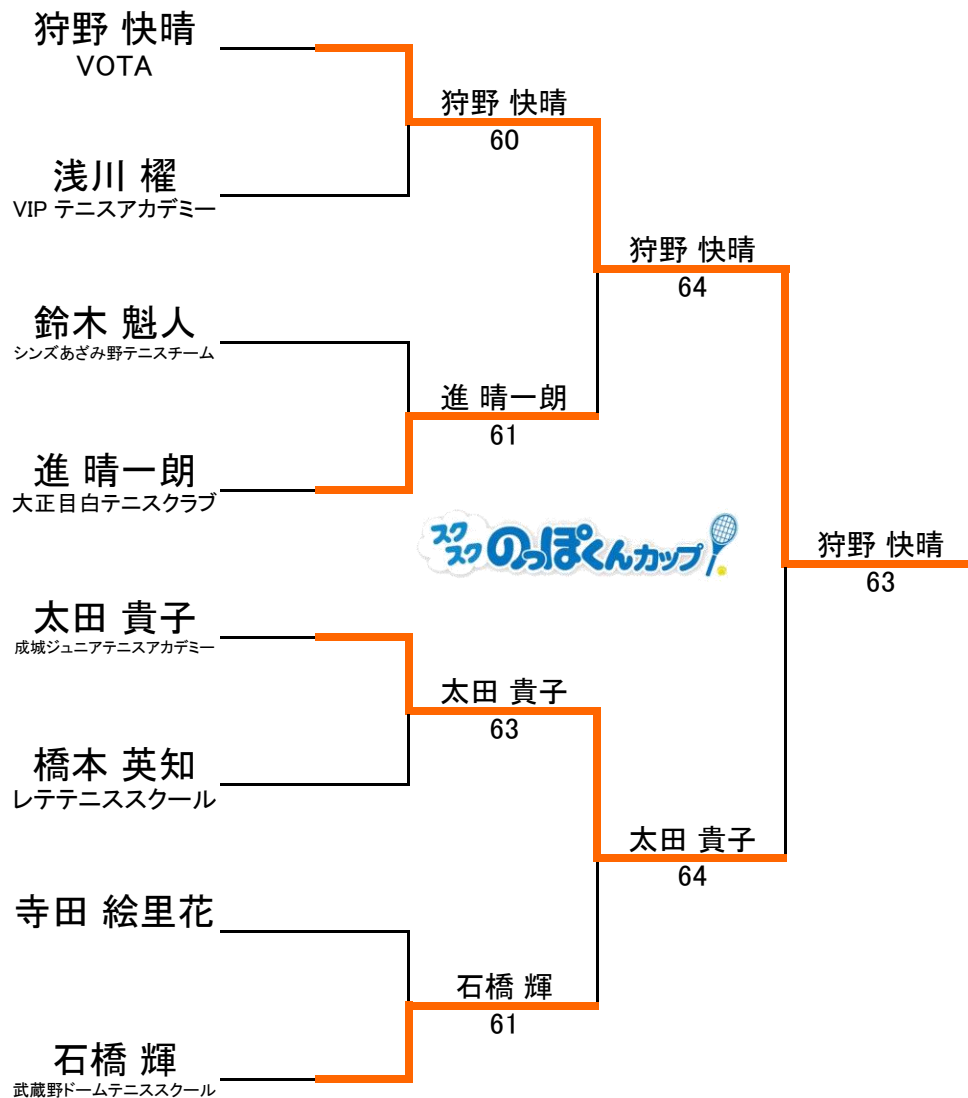 狩野 快晴
VOTA
狩野 快晴
60
浅川 櫂
VIP テニスアカデミー
狩野 快晴
64
鈴木 魁人
シンズあざみ野テニスチーム
進 晴一朗
61
進 晴一朗
大正目白テニスクラブ
スク
スク のっぽくんカップ
狩野 快晴
63
太田 貴子
成城ジュニアテニスアカデミー
太田 貴子
63
橋本 英知
レテテニススクール
太田 貴子
64
寺田 絵里花
石橋 輝
61
石橋 輝
武蔵野ドームテニススクール